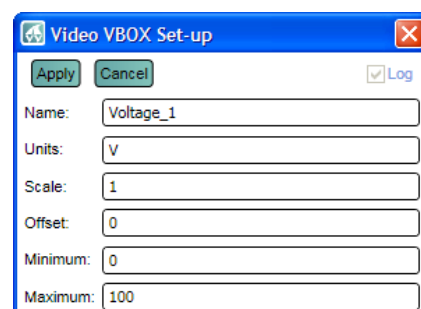 Video VBOX Set-up
Apply Cancel Log
Name: Voltage_1
Units: V
Scale: 1
Offset: 0
Minimum: 0
Maximum: 100